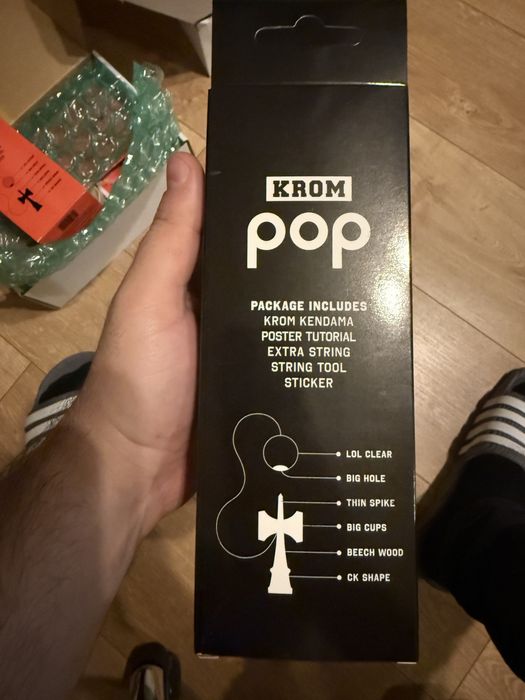 KROM
pop
PACKAGE INCLUDES
KROM KENDAMA
POSTER TUTORIAL
EXTRA STRING
STRING TOOL
STICKER
LOL CLEAR
BIG HOLE
THIN SPIKE
BIG CUPS
BEECH WOOD
CK SHAPE